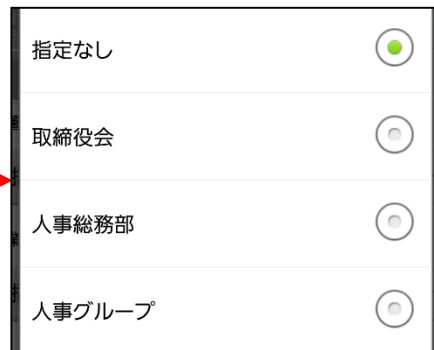 指定なし
取締役会
人事総務部
人事グループ